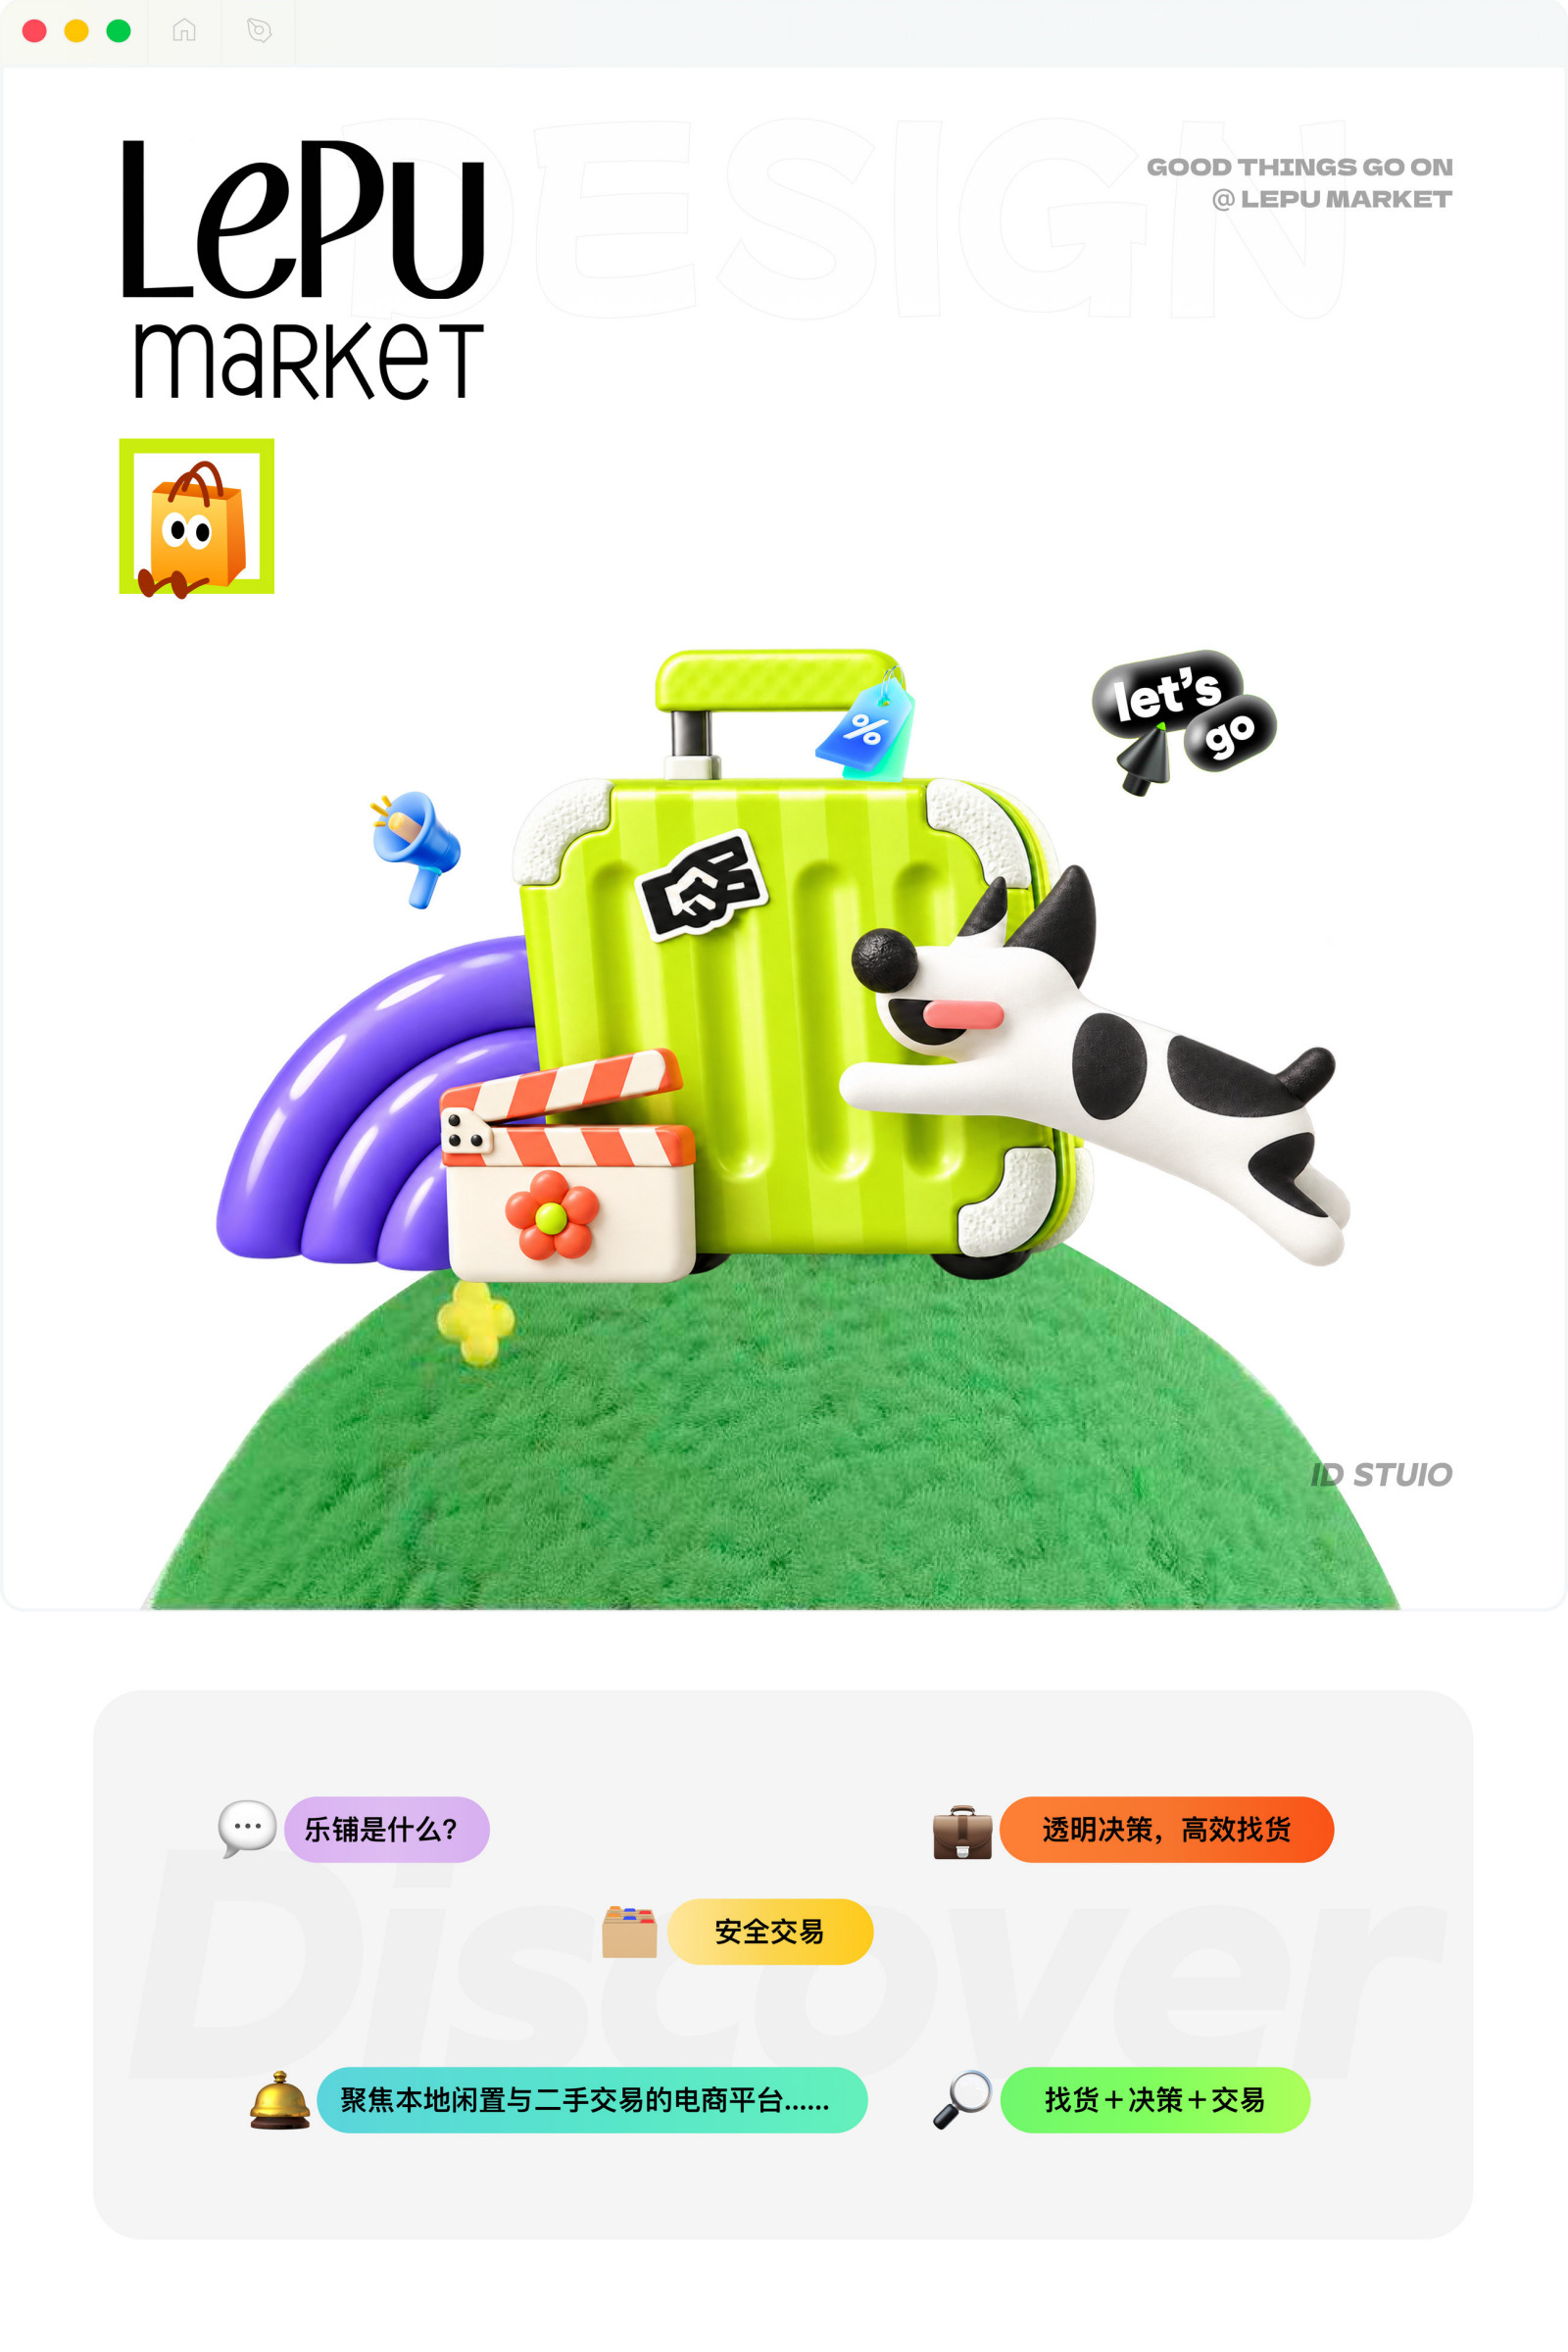 DESIGN
LePU
maRKeT
GOOD THINGS GO ON
@ LEPU MARKET
%
let's
go
ID STUIO
Discover
乐铺是什么?
透明决策，高效找货
安全交易
聚焦本地闲置与二手交易的电商平台......
找货＋决策＋交易